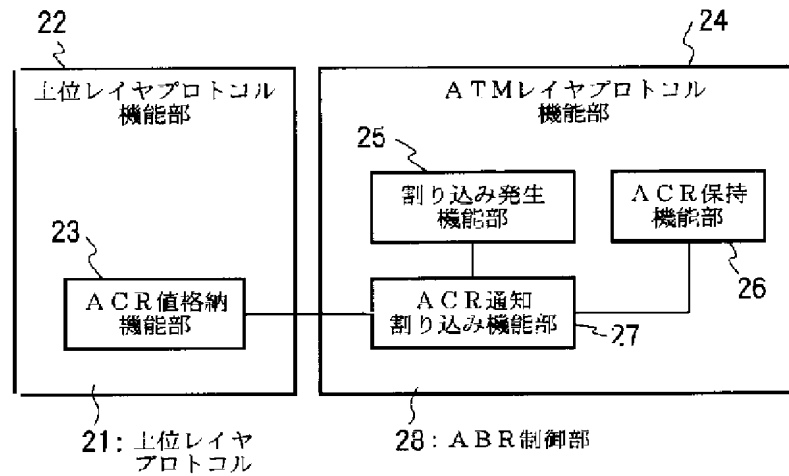 22
24
上位レイヤプロトコル
機能部
ATMレイヤプロトコル
機能部
25
割り込み発生
機能部
ACR保持
機能部
26
23
ACR値格納
機能部
ACR通知
割り込み機能部
27
21:上位レイヤ
プロトコル
28:ABR制御部